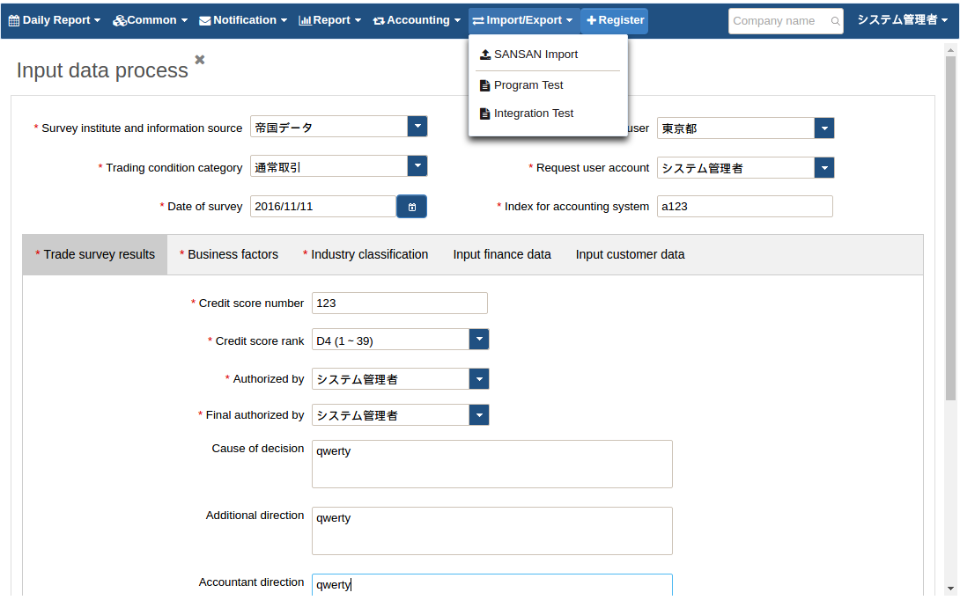 Daily Report Common Notification Report Accounting Import/Export Register Company name システム管理者
SANSAN Import
Program Test
Integration Test
Input data process
* Survey institute and information source 帝国データ user 東京都
* Trading condition category 通常取引 * Request user account システム管理者
* Date of survey 2016/11/11 * Index for accounting system a123
* Trade survey results * Business factors * Industry classification Input finance data Input customer data
* Credit score number 123
* Credit score rank D4 (1 ~ 39)
* Authorized by システム管理者
* Final authorized by システム管理者
Cause of decision qwerty
Additional direction qwerty
Accountant direction qwerty